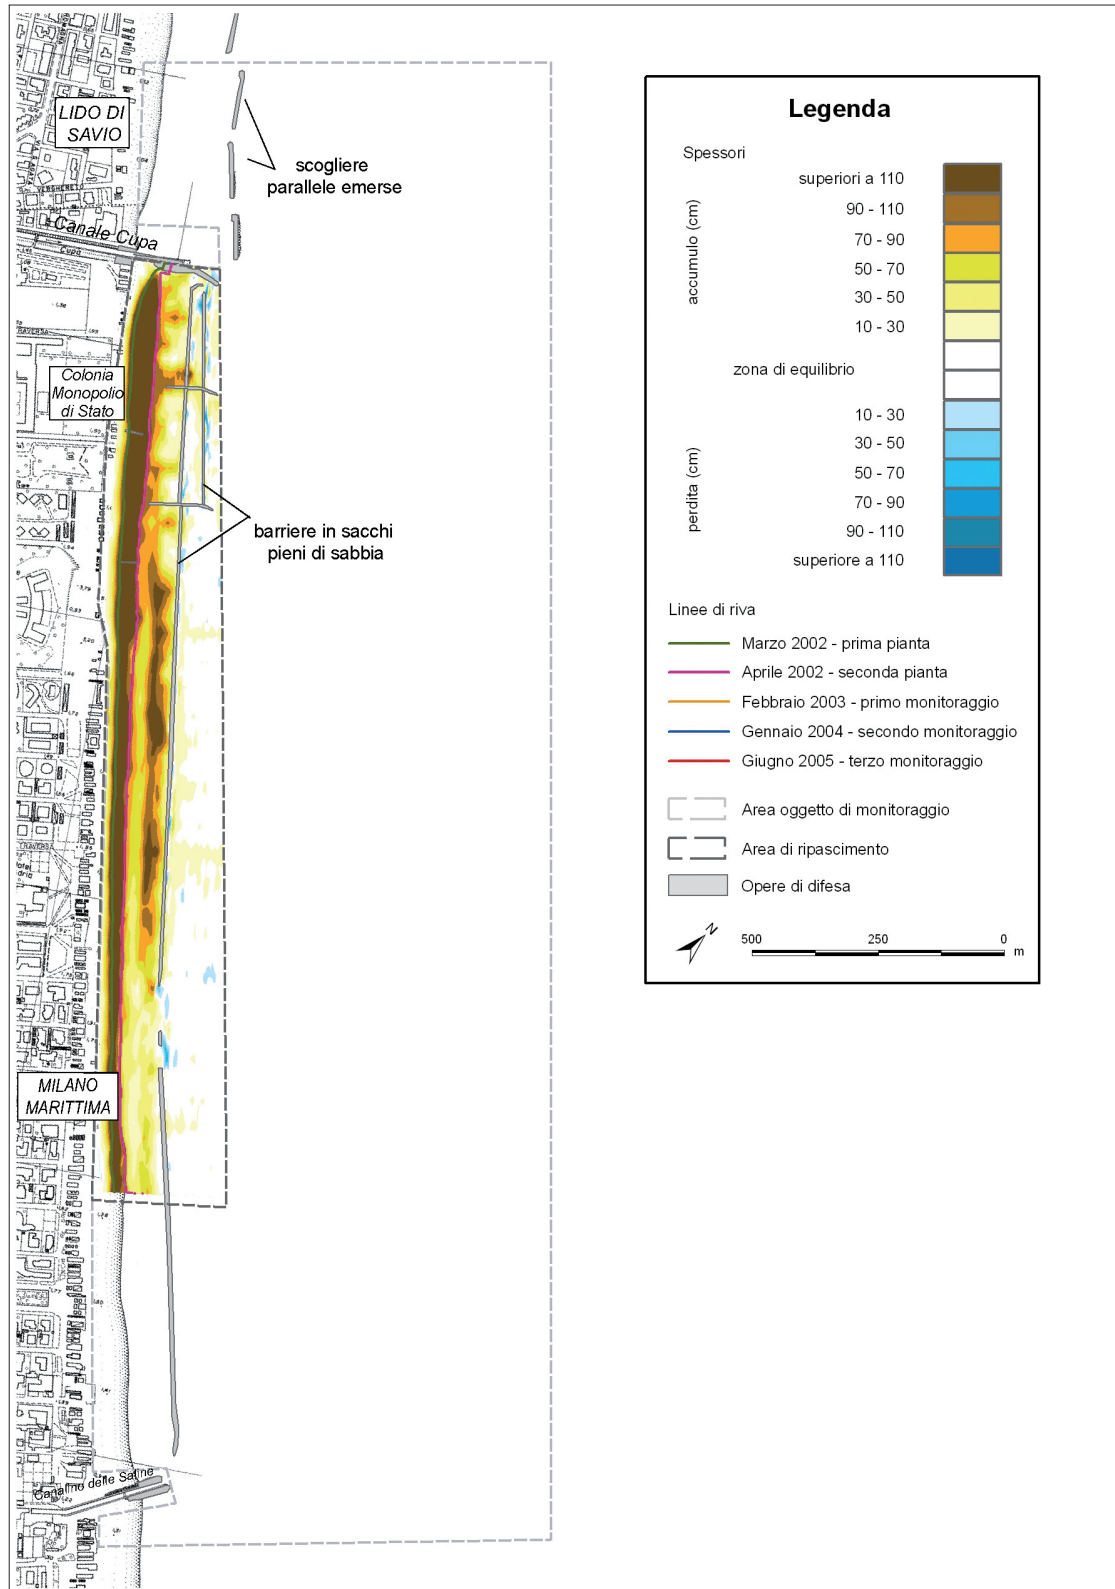 LIDO DI
SAVIO
scogliere
parallele emerse
Canale Cupa
Cupa
Colonia
Monopolio
di Stato
barriere in sacchi
pieni di sabbia
MILANO
MARITTIMA
Canalino delle Saline
Legenda
Spessori
accumulo (cm)
superiori a 110
90 - 110
70 - 90
50 - 70
30 - 50
10 - 30
zona di equilibrio
perdita (cm)
10 - 30
30 - 50
50 - 70
70 - 90
90 - 110
superiore a 110
Linee di riva
Marzo 2002 - prima pianta
Aprile 2002 - seconda pianta
Febbraio 2003 - primo monitoraggio
Gennaio 2004 - secondo monitoraggio
Giugno 2005 - terzo monitoraggio
Area oggetto di monitoraggio
Area di ripascimento
Opere di difesa
N
500 250 0
m